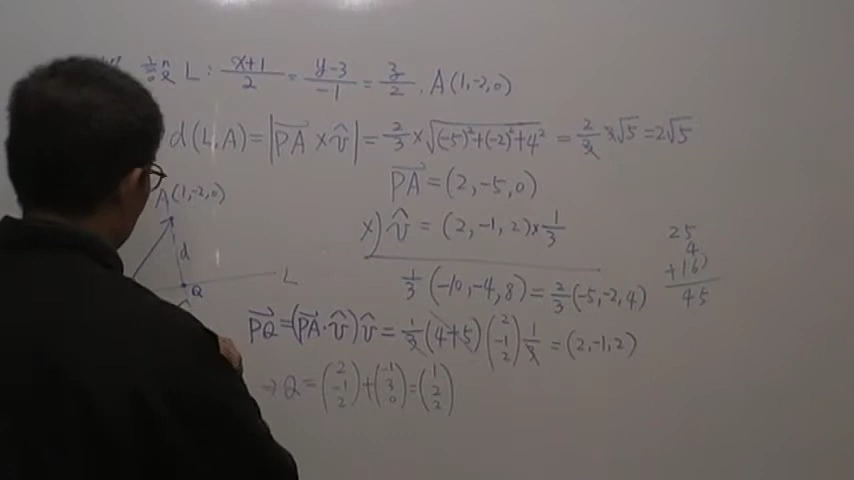 L : (x+1)/2 = (y-3)/-1 = z/2 , A(1,-2,0)
d(L,A) = |PA⃗ × v̂| = 2/3 × √((-5)²+(-2)²+4²) = 2/3 × 3√5 = 2√5
PA⃗ = (2,-5,0)
A(1,-2,0)
×) v̂ = (2,-1,2) × 1/3
25
4
+16)
45
d
L
Q
1/3 (-10,-4,8) = 2/3 (-5,-2,4)
PQ⃗ = (PA⃗·v̂)v̂ = 1/3 (4+5) (2 -1 2) 1/3 = (2,-1,2)
⇒ Q = (2 -1 2) + (-1 3 0) = (1 2 2)